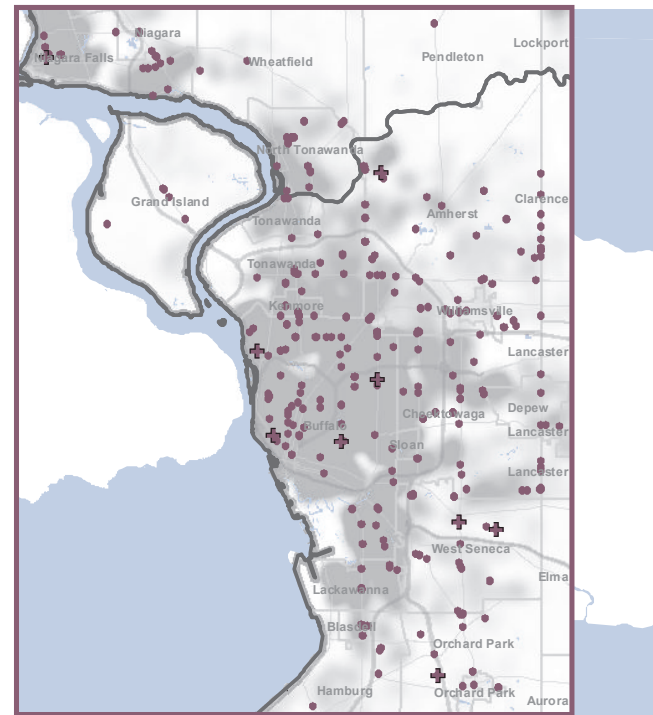 Niagara
Lockport
Pendleton
Niagara Falls
Wheatfield
North Tonawanda
Clarence
Grand Island
Amherst
Tonawanda
Tonawanda
Kenmore
Williamsville
Lancaster
Depew
Cheektowaga
Buffalo
Lancaster
Sloan
Lancaster
West Seneca
Elma
Lackawanna
Blasdell
Orchard Park
Hamburg
Orchard Park
Aurora